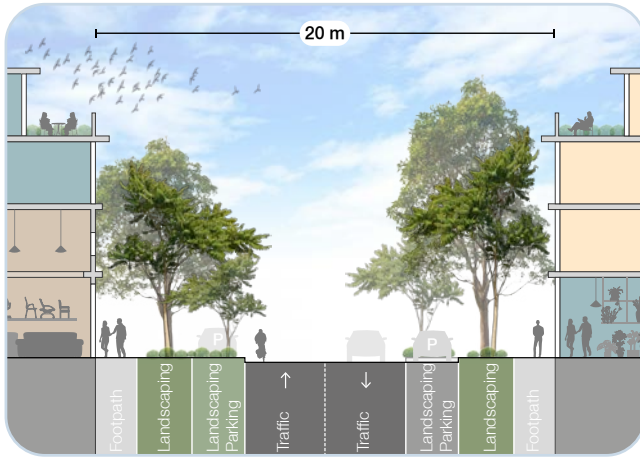 20 m
P
P
Footpath
Landscaping
Landscaping
Parking
Traffic
Traffic
Landscaping
Parking
Landscaping
Footpath